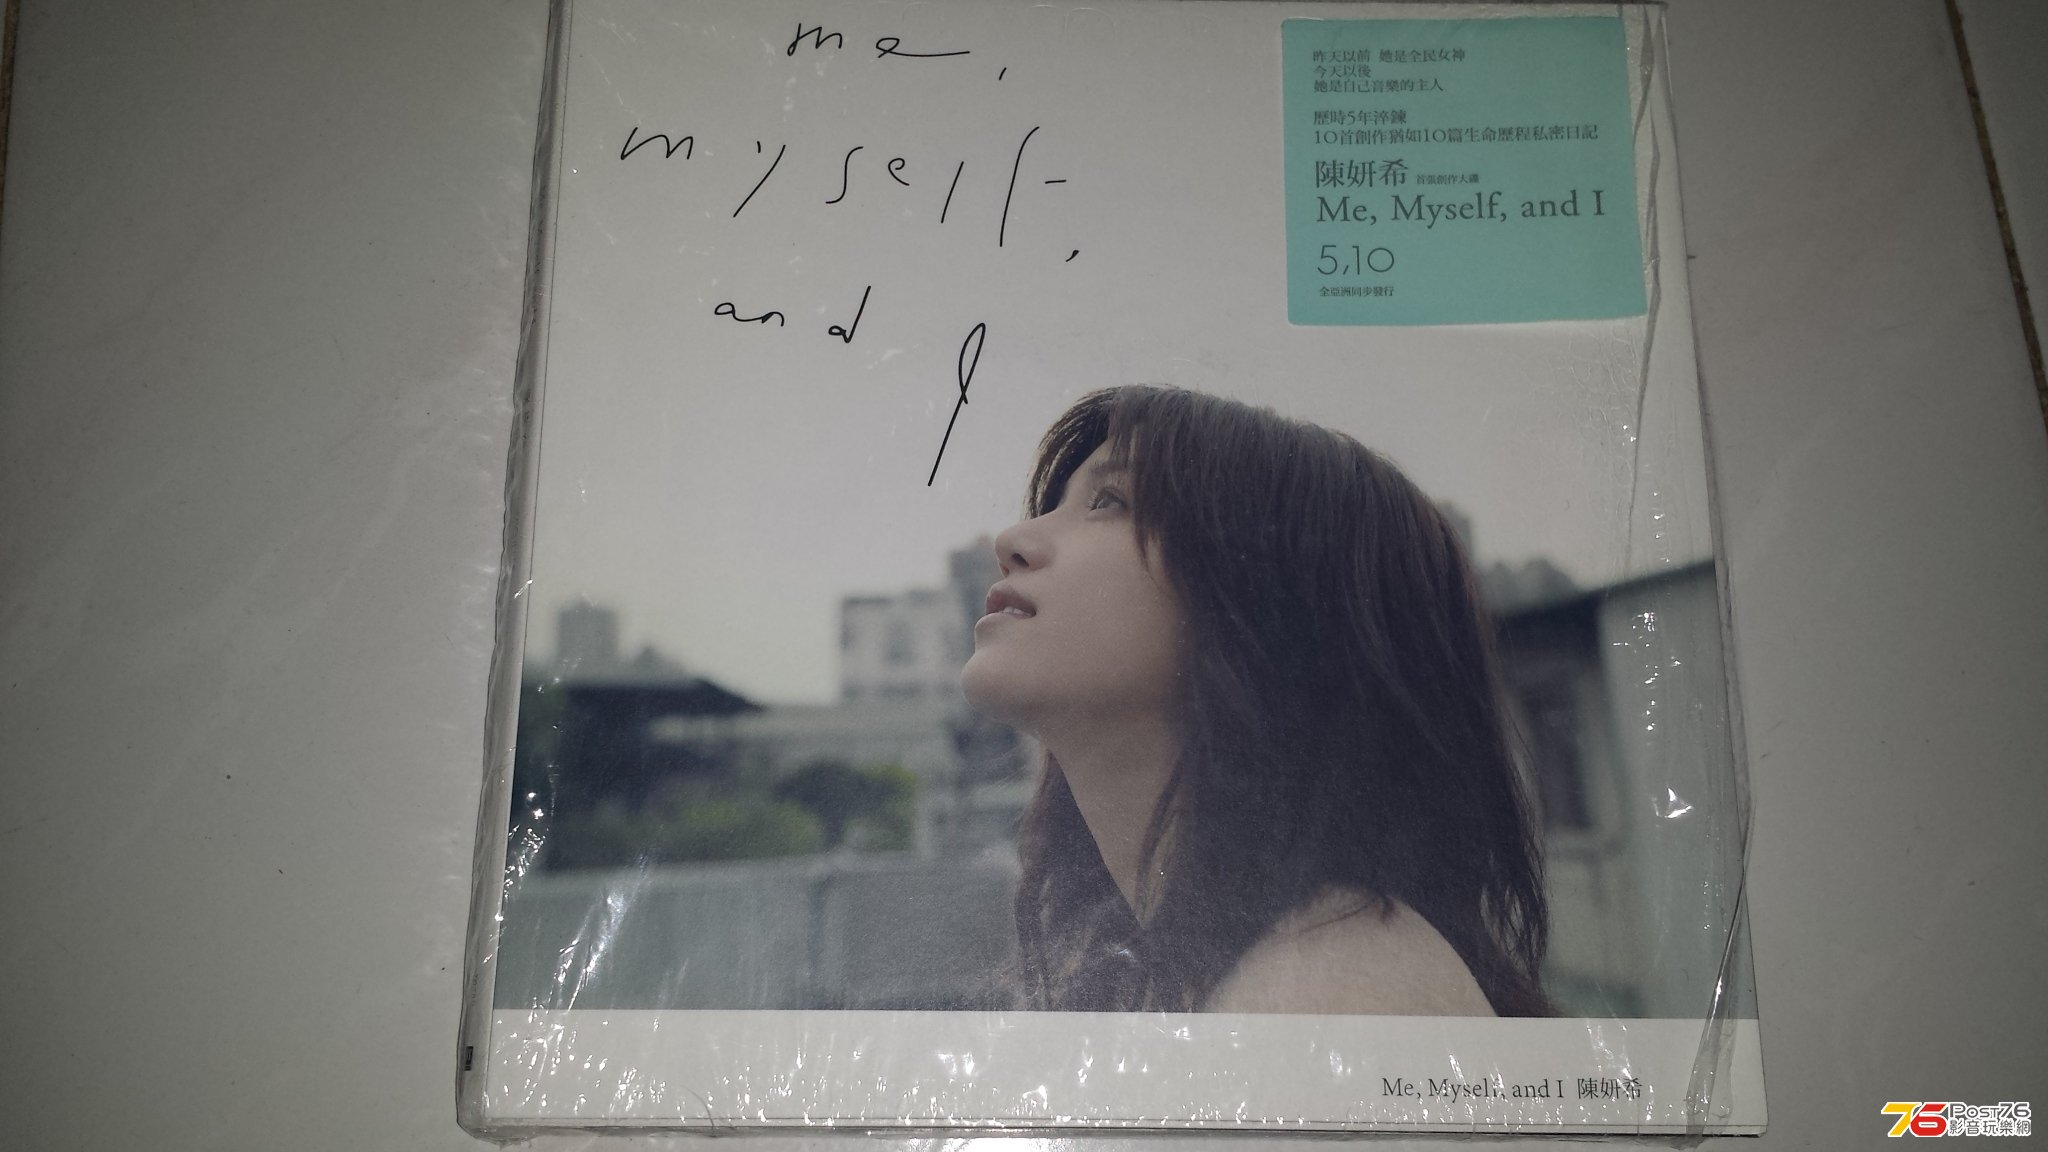 me,
myself,
and I
昨天以前 她是全民女神
今天以後
她是自己音樂的主人
歷時5年淬鍊
10首創作猶如10篇生命歷程私密日記
陳妍希 首張創作大碟
Me, Myself, and I
5,10
全亞洲同步發行
Me, Myself, and I 陳妍希
76 Post76
影音玩樂網